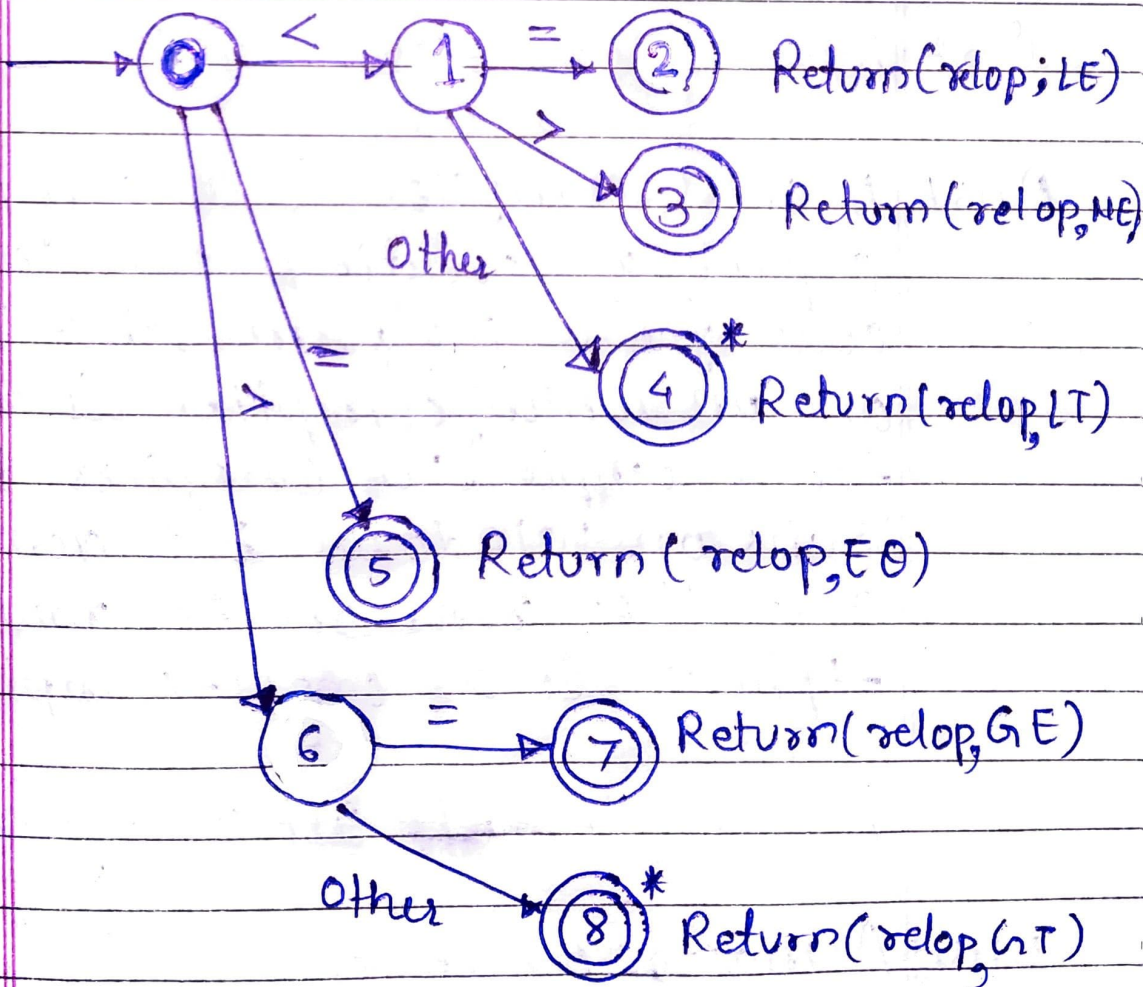 0 < 1 = 2 Return(relop;LE)
> 3 Return(relop,NE)
Other
4 * Return(relop,LT)
=
>
5 Return(relop,EQ)
6 = 7 Return(relop,GE)
Other 8 * Return(relop,GT)